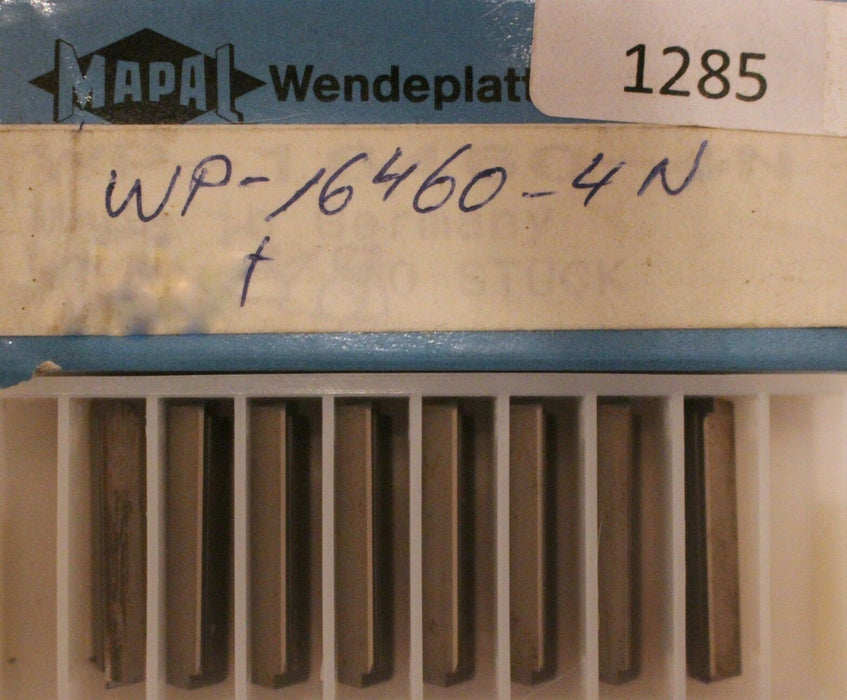 MAPAL Wendeplatt
1285
WP-16460-4N
Germany
STÜCK